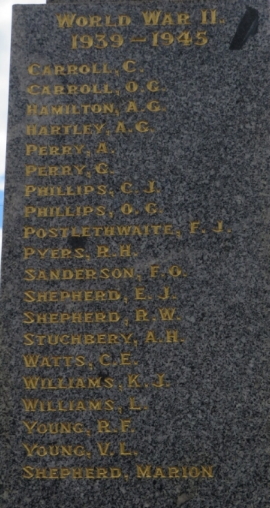 WORLD WAR II.
1939–1945
CARROLL, C.
CARROLL, O.G.
HAMILTON, A.G.
HARTLEY, A.G.
PERRY, A.
PERRY, G.
PHILLIPS, C.J.
PHILLIPS, O.G.
POSTLETHWAITE, F.J.
PYERS, R.H.
SANDERSON, F.O.
SHEPHERD, E.J.
SHEPHERD, R.W.
STUCHBERY, A.R.
WATTS, C.E.
WILLIAMS, K.J.
WILLIAMS, L.
YOUNG, R.F.
YOUNG, V.L.
SHEPHERD, MARION